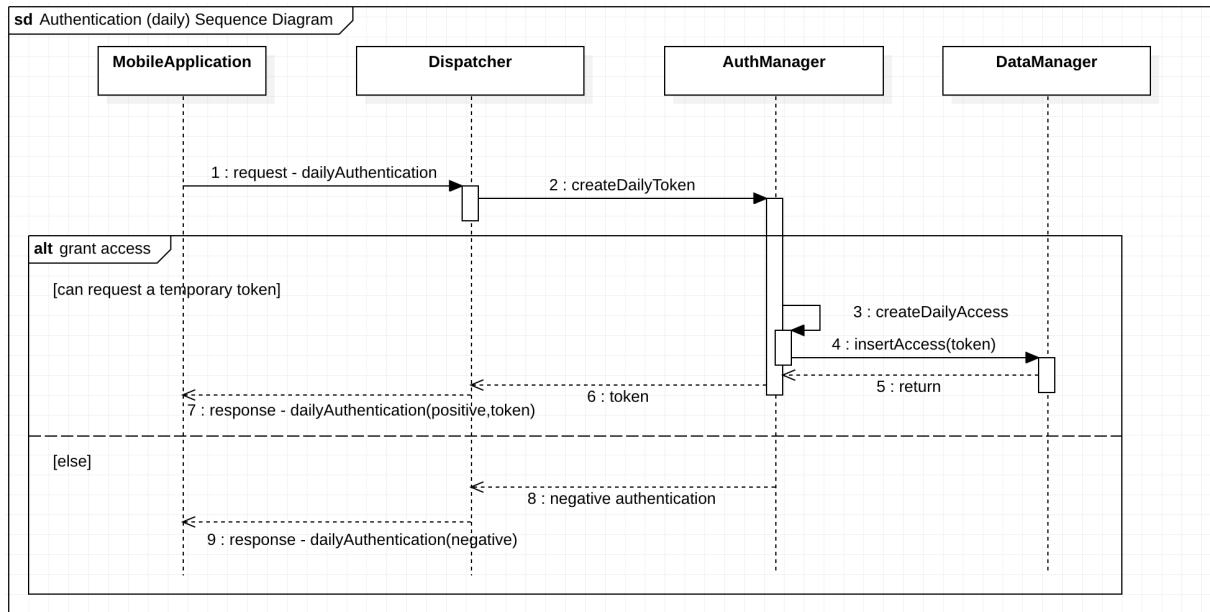 sd Authentication (daily) Sequence Diagram
MobileApplication
Dispatcher
AuthManager
DataManager
1 : request - dailyAuthentication
2 : createDailyToken
alt grant access
[can request a temporary token]
3 : createDailyAccess
4 : insertAccess(token)
5 : return
6 : token
7 : response - dailyAuthentication(positive,token)
[else]
8 : negative authentication
9 : response - dailyAuthentication(negative)